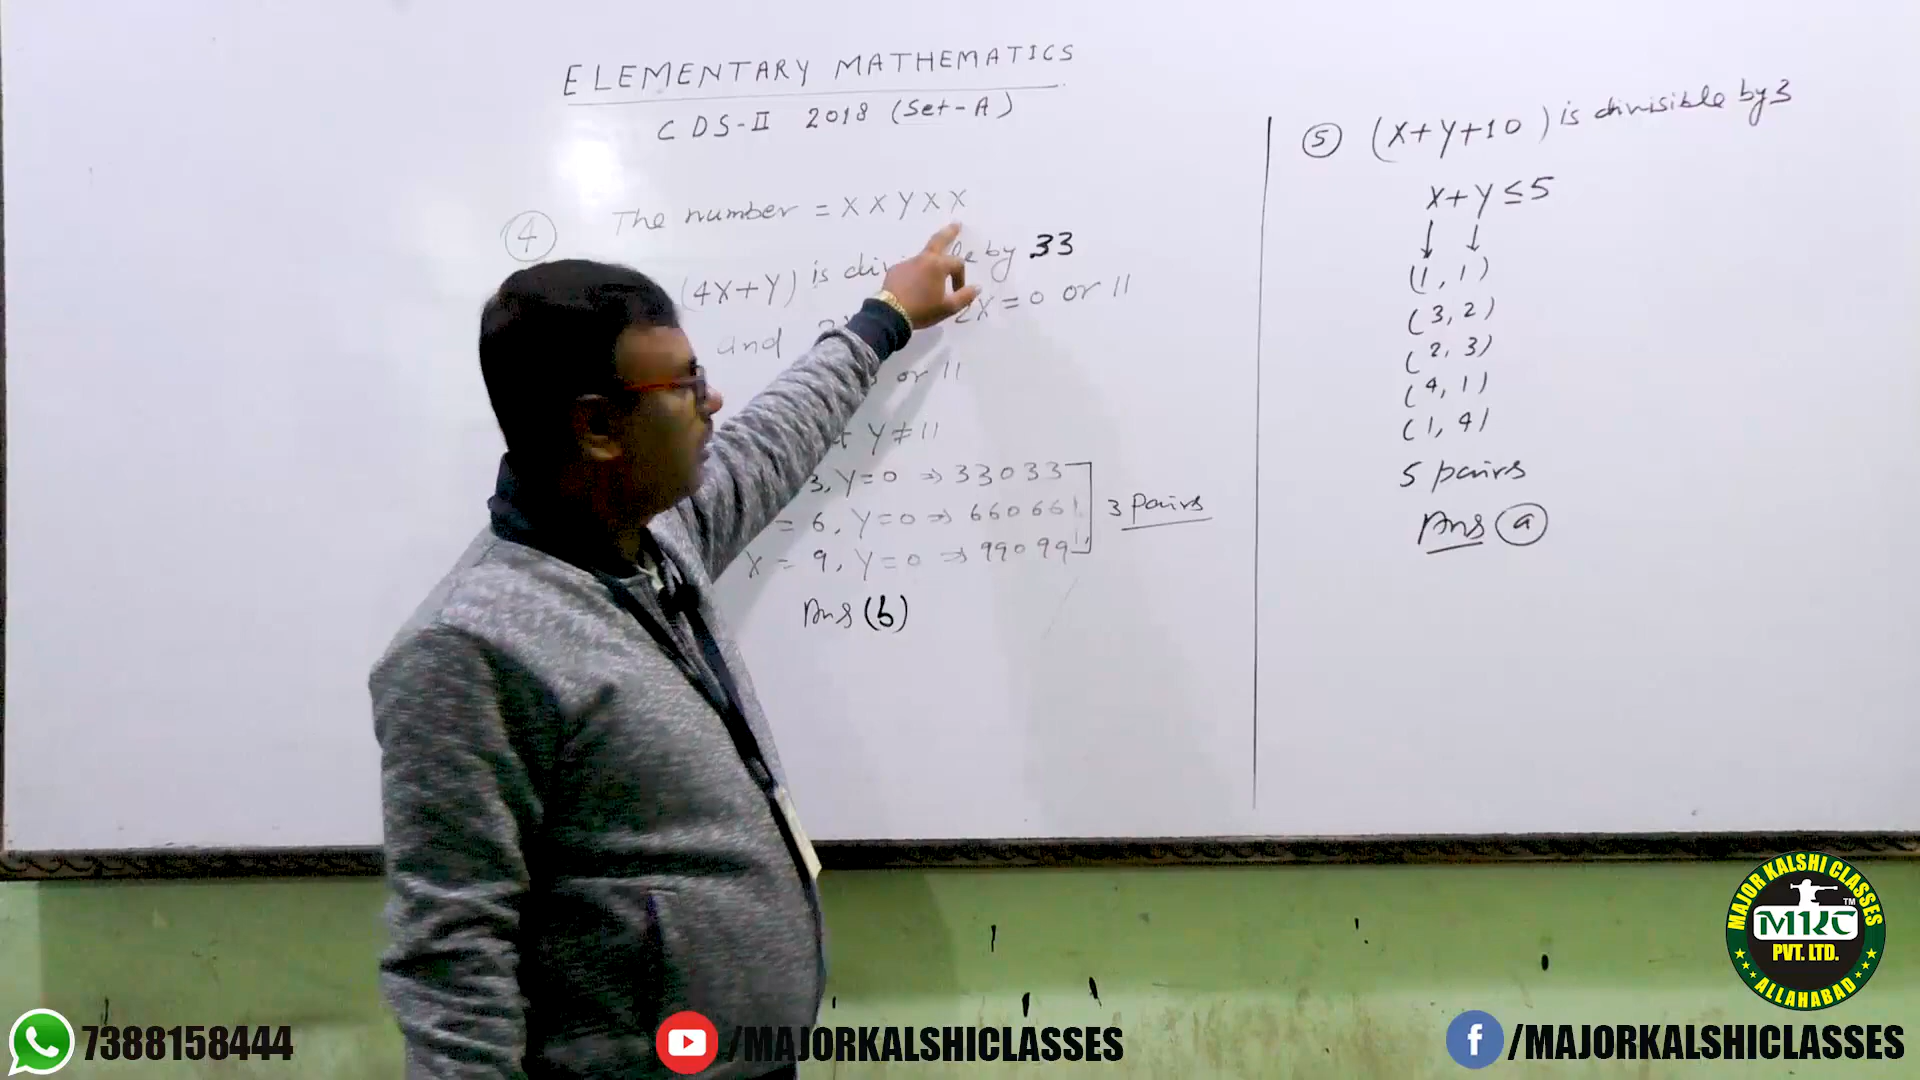 ELEMENTARY MATHEMATICS
CDS-II 2018 (Set-A)
4 The number = X X Y X X
(4X+Y) is by 33
and 2X = 0 or 11
or 11
Y ≠ 11
3, Y=0 ⇒ 33033
= 6, Y=0 ⇒ 66066
X = 9, Y=0 ⇒ 99099
3 pairs
Ans (b)
5 (X+Y+10) is divisible by 3
X+Y ≤ 5
↓ ↓
(1, 1)
(3, 2)
(2, 3)
(4, 1)
(1, 4)
5 pairs
Ans a
MAJOR KALSHI CLASSES
MKC TM
PVT. LTD.
ALLAHABAD
7388158444
/MAJORKALSHICLASSES
/MAJORKALSHICLASSES